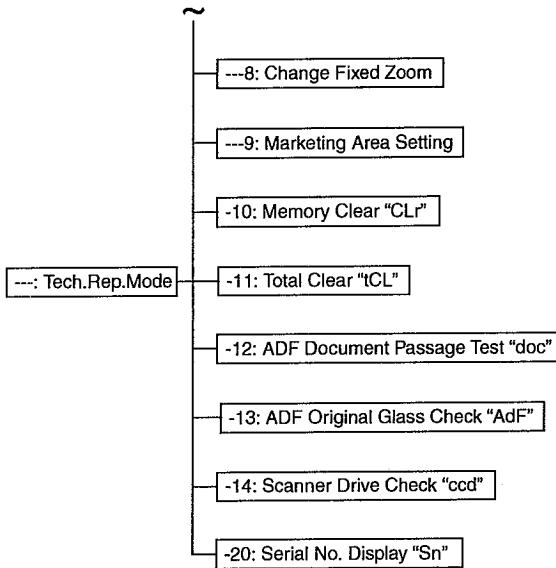 ~
---8: Change Fixed Zoom
---9: Marketing Area Setting
-10: Memory Clear “CLr”
---: Tech.Rep.Mode
-11: Total Clear “tCL”
-12: ADF Document Passage Test “doc”
-13: ADF Original Glass Check “AdF”
-14: Scanner Drive Check “ccd”
-20: Serial No. Display “Sn”